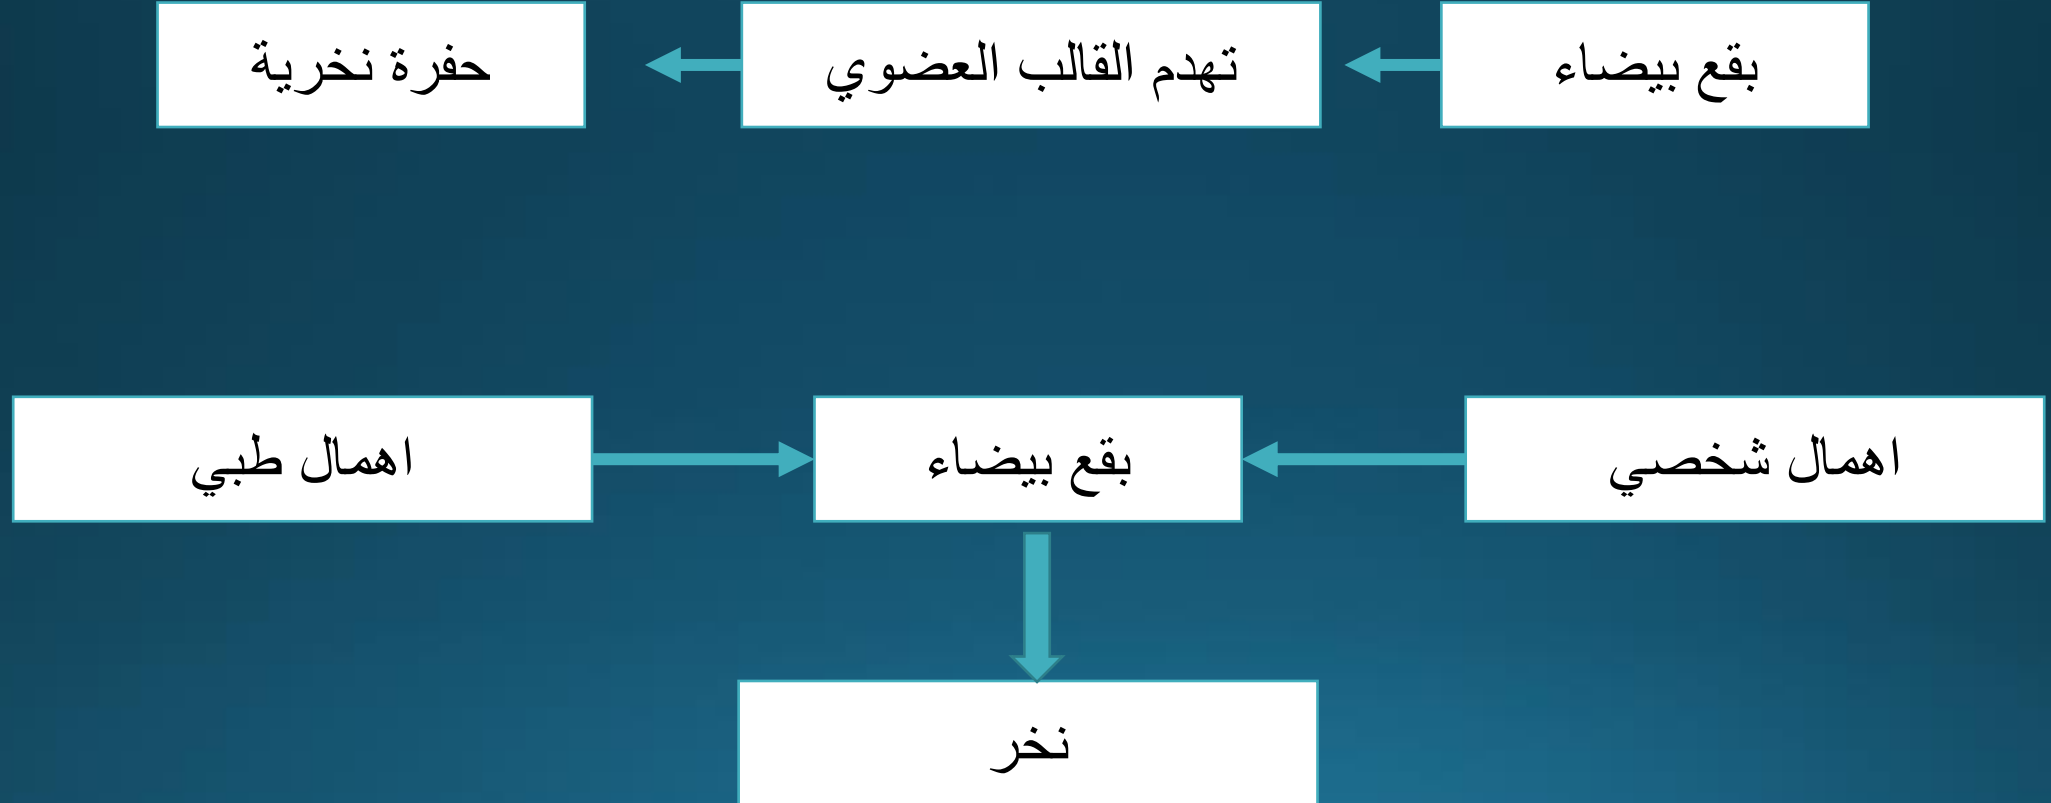 بقع بيضاء
تهدم القالب العضوي
حفرة نخرية
اهمال شخصي
بقع بيضاء
اهمال طبي
نخر